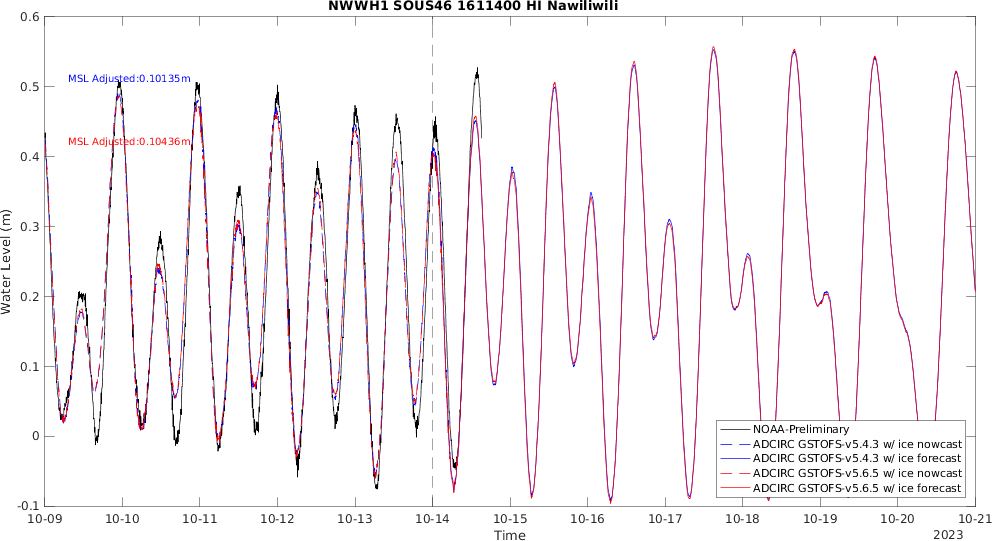 NWWH1 SOUS46 1611400 HI Nawiliwili
0.6
0.5
0.4
0.3
0.2
0.1
0
-0.1
Water Level (m)
MSL Adjusted:0.10135m
MSL Adjusted:0.10436m
NOAA-Preliminary
ADCIRC GSTOFS-v5.4.3 w/ ice nowcast
ADCIRC GSTOFS-v5.4.3 w/ ice forecast
ADCIRC GSTOFS-v5.6.5 w/ ice nowcast
ADCIRC GSTOFS-v5.6.5 w/ ice forecast
10-09 10-10 10-11 10-12 10-13 10-14 10-15 10-16 10-17 10-18 10-19 10-20 10-21
Time
2023